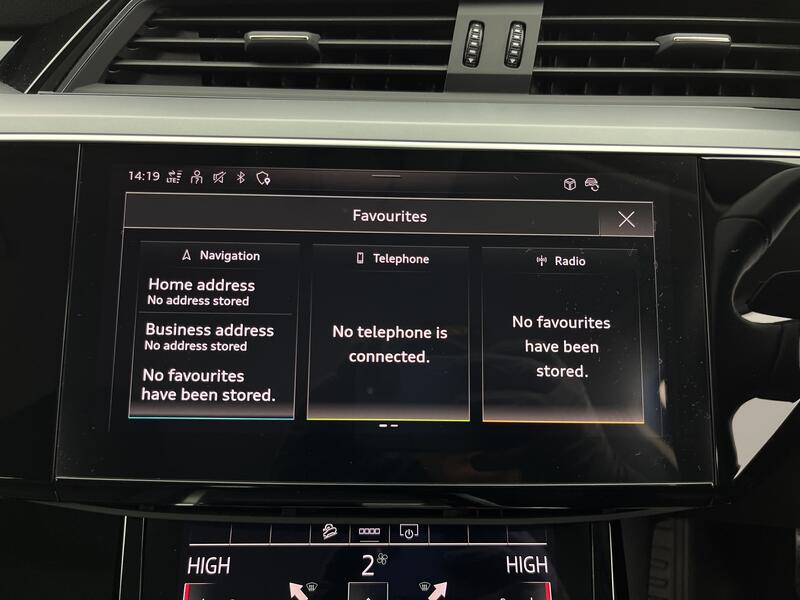 14:19 LTE
Favourites
Navigation
Home address
No address stored
Business address
No address stored
No favourites
have been stored.
Telephone
No telephone is
connected.
Radio
No favourites
have been
stored.
HIGH 2 HIGH